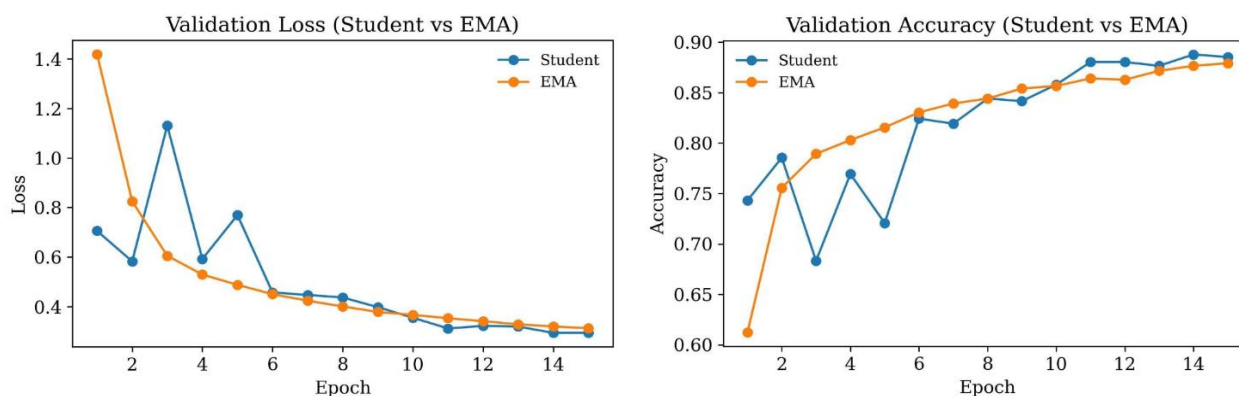 Validation Loss (Student vs EMA)
Student
EMA
1.4
1.2
1.0
0.8
0.6
0.4
Loss
2 4 6 8 10 12 14
Epoch
Validation Accuracy (Student vs EMA)
Student
EMA
0.90
0.85
0.80
0.75
0.70
0.65
0.60
Accuracy
2 4 6 8 10 12 14
Epoch